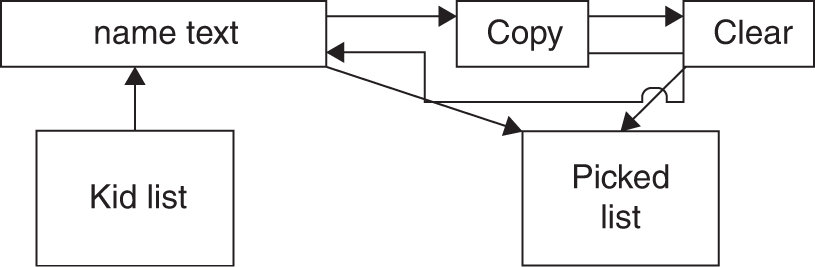 name text
Copy
Clear
Kid list
Picked
list